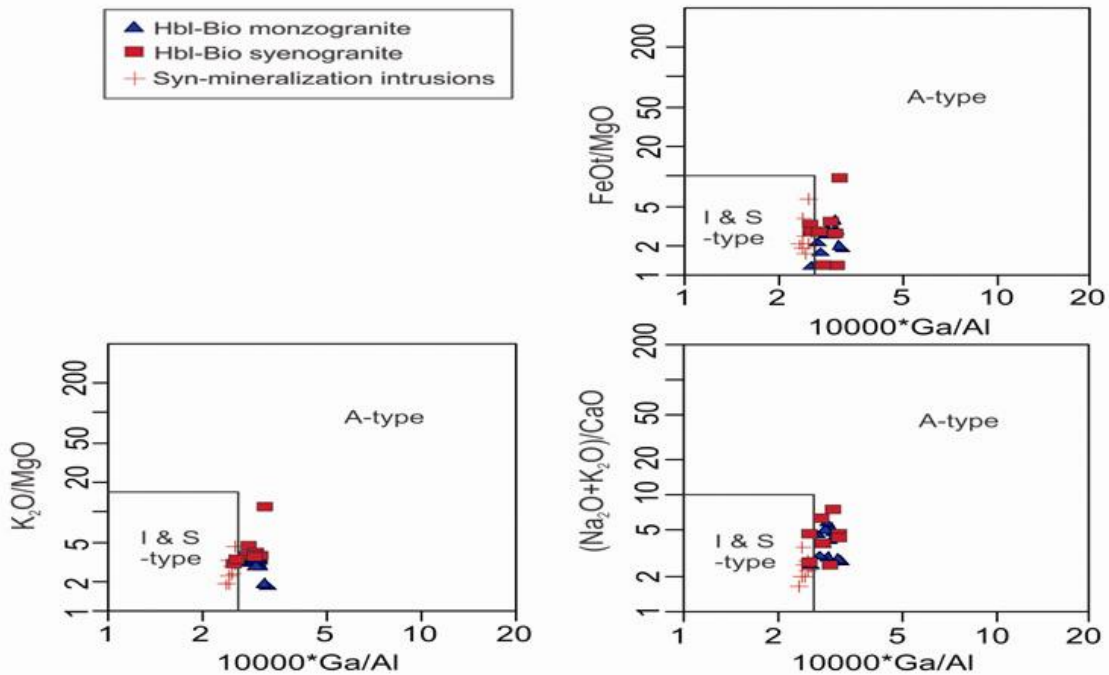 Hbl-Bio monzogranite
Hbl-Bio syenogranite
Syn-mineralization intrusions
FeOt/MgO
200
50
20
5
2
1
A-type
I & S
-type
1
2
5
10
20
10000*Ga/Al
K₂O/MgO
200
50
20
5
2
1
A-type
I & S
-type
1
2
5
10
20
10000*Ga/Al
(Na₂O+K₂O)/CaO
200
50
20
10
5
2
1
A-type
I & S
-type
1
2
5
10
20
10000*Ga/Al